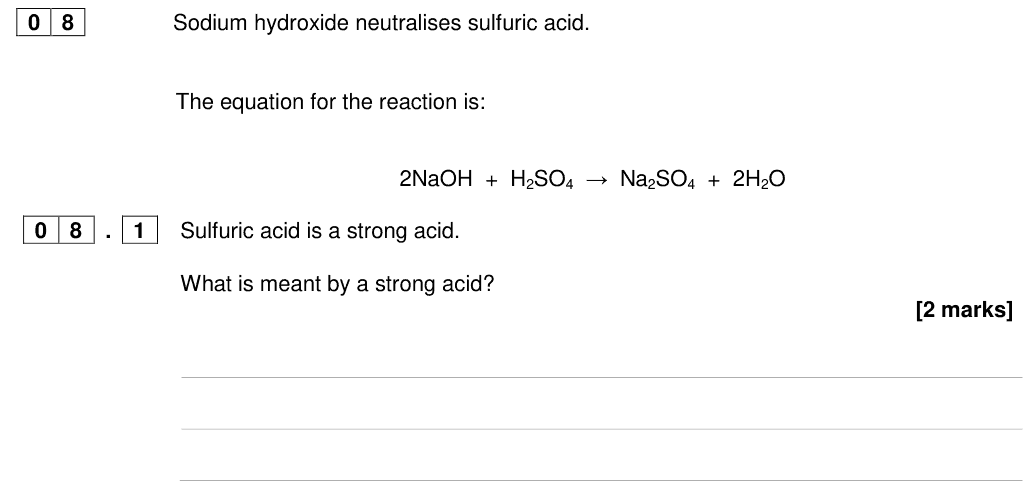 0 8 Sodium hydroxide neutralises sulfuric acid.
The equation for the reaction is:
2NaOH + H₂SO₄ → Na₂SO₄ + 2H₂O
0 8 . 1 Sulfuric acid is a strong acid.
What is meant by a strong acid?
[2 marks]